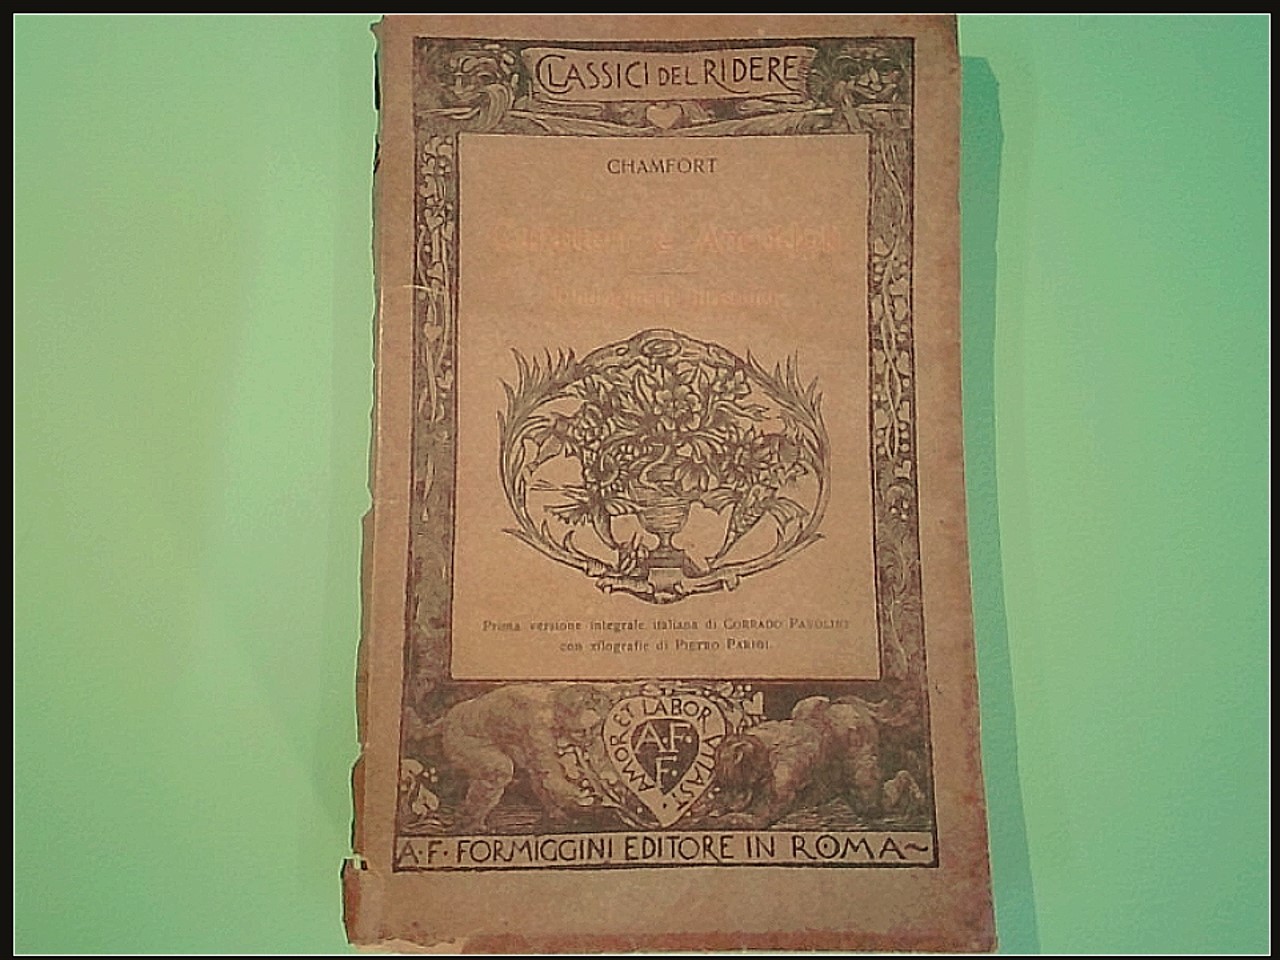 CLASSICI DEL RIDERE
CHAMFORT
Prima versione integrale italiana di CORRADO PAVOLINI
con xilografie di PIETRO PARIGI.
AMOR ET LABOR VITAST.
A.F.
F.
A. F. FORMIGGINI EDITORE IN ROMA